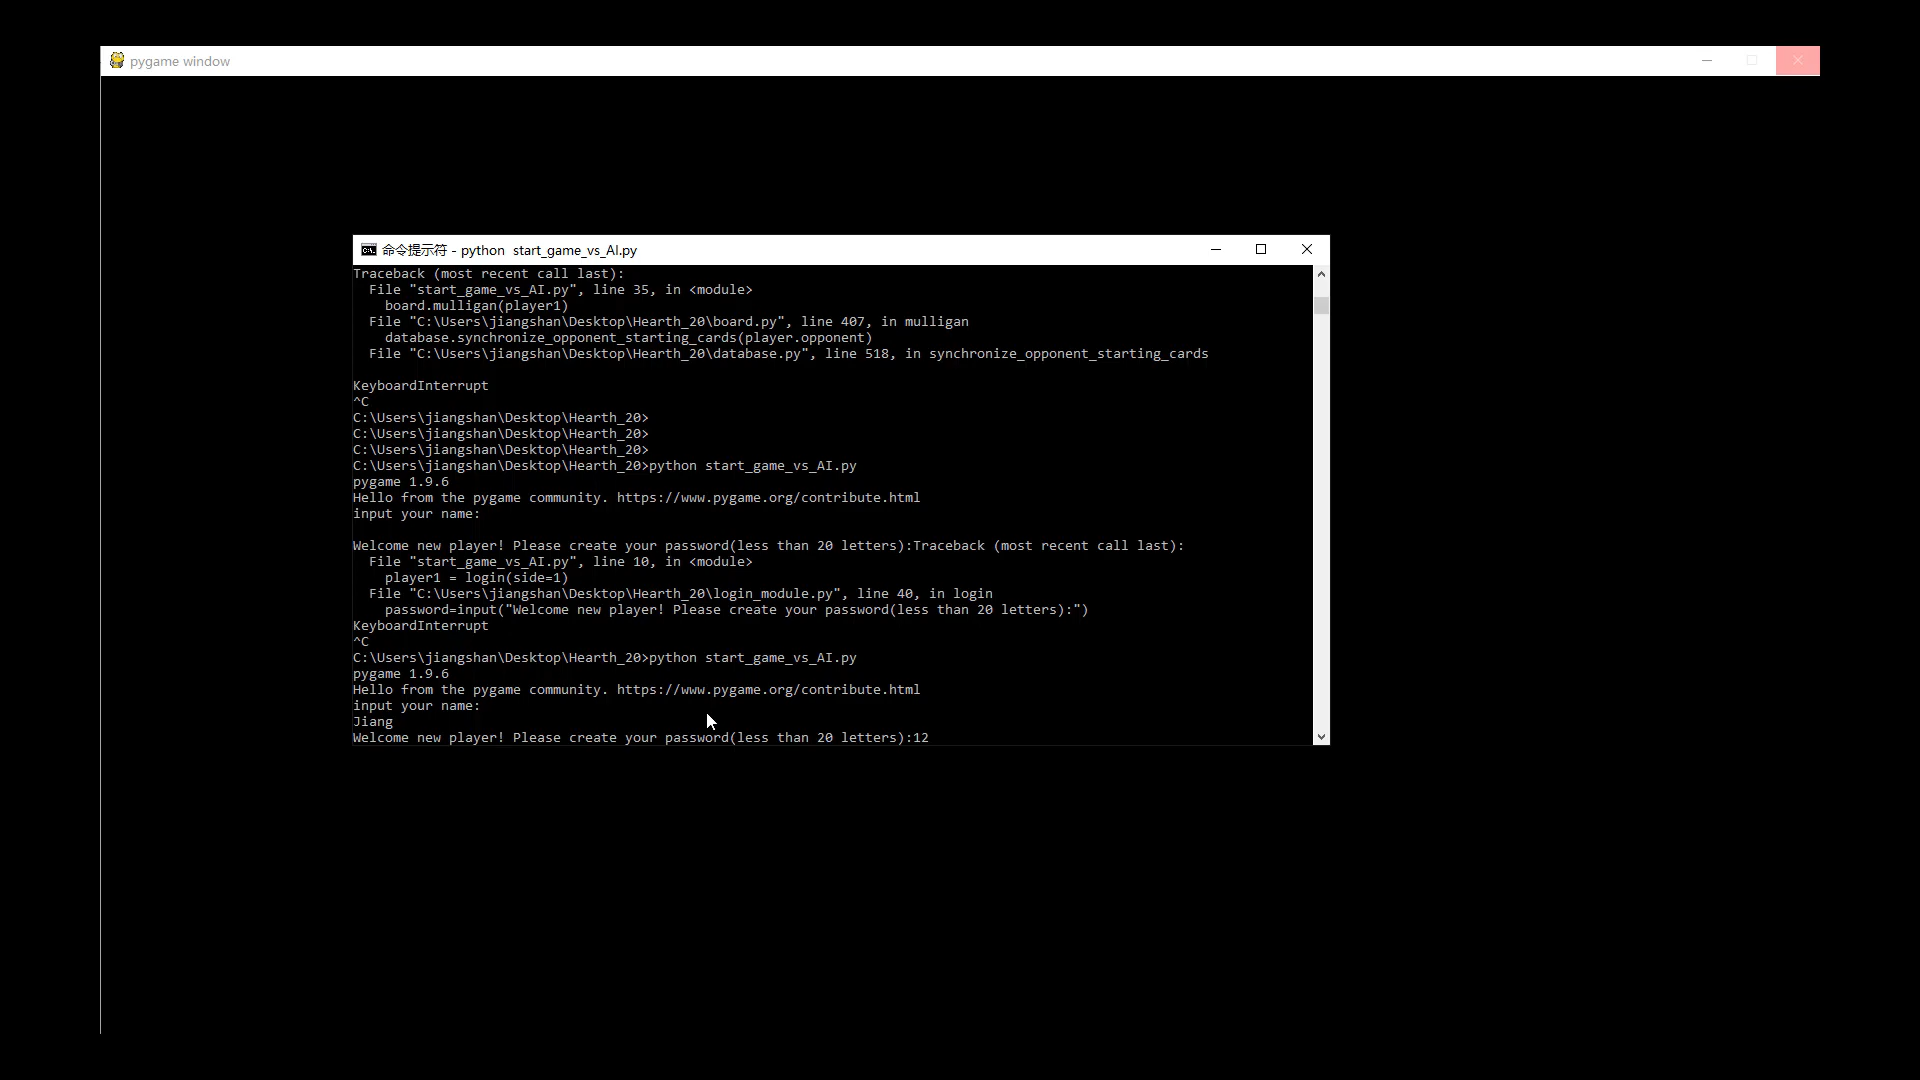 pygame window
命令提示符 - python  start_game_vs_AI.py
Traceback (most recent call last):
  File "start_game_vs_AI.py", line 35, in <module>
    board.mulligan(player1)
  File "C:\Users\jiangshan\Desktop\Hearth_20\board.py", line 407, in mulligan
    database.synchronize_opponent_starting_cards(player.opponent)
  File "C:\Users\jiangshan\Desktop\Hearth_20\database.py", line 518, in synchronize_opponent_starting_cards
KeyboardInterrupt
^C
C:\Users\jiangshan\Desktop\Hearth_20>
C:\Users\jiangshan\Desktop\Hearth_20>
C:\Users\jiangshan\Desktop\Hearth_20>
C:\Users\jiangshan\Desktop\Hearth_20>python start_game_vs_AI.py
pygame 1.9.6
Hello from the pygame community. https://www.pygame.org/contribute.html
input your name:
Welcome new player! Please create your password(less than 20 letters):Traceback (most recent call last):
  File "start_game_vs_AI.py", line 10, in <module>
    player1 = login(side=1)
  File "C:\Users\jiangshan\Desktop\Hearth_20\login_module.py", line 40, in login
    password=input("Welcome new player! Please create your password(less than 20 letters):")
KeyboardInterrupt
^C
C:\Users\jiangshan\Desktop\Hearth_20>python start_game_vs_AI.py
pygame 1.9.6
Hello from the pygame community. https://www.pygame.org/contribute.html
input your name:
Jiang
Welcome new player! Please create your password(less than 20 letters):12